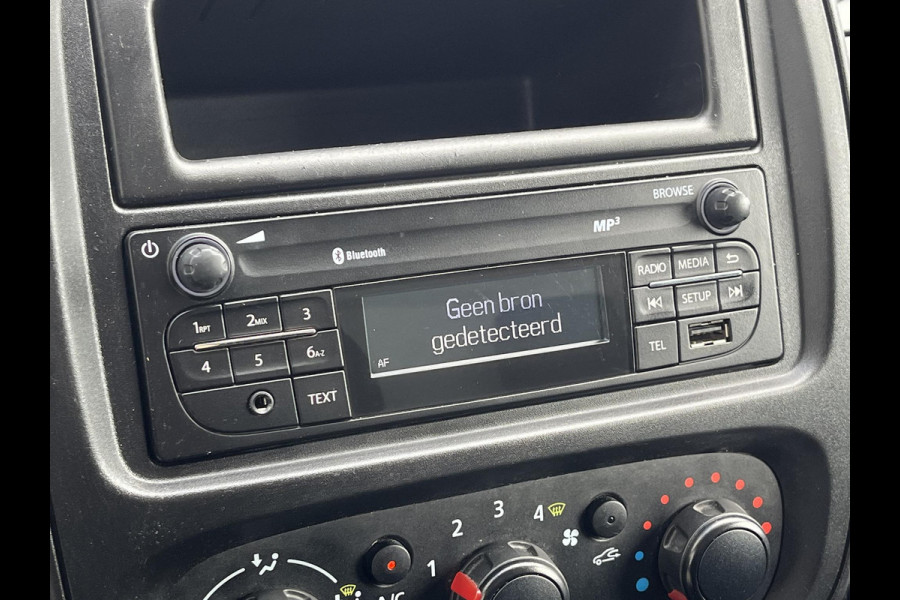 BROWSE
Bluetooth
MP3
RADIO MEDIA
SETUP
TEL
1RPT 2MIX 3
4 5 6A-Z
TEXT
Geen bron
gedetecteerd
AF
1 2 3 4
A/C